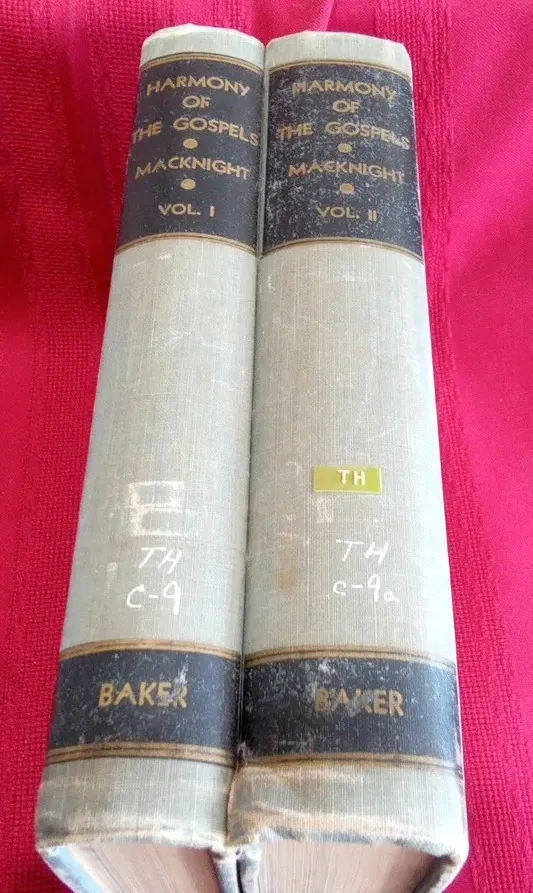 HARMONY
OF
THE GOSPELS
MACKNIGHT
VOL. I
TH
C-9
BAKER
HARMONY
OF
THE GOSPELS
MACKNIGHT
VOL. II
TH
TH
C-9a
BAKER